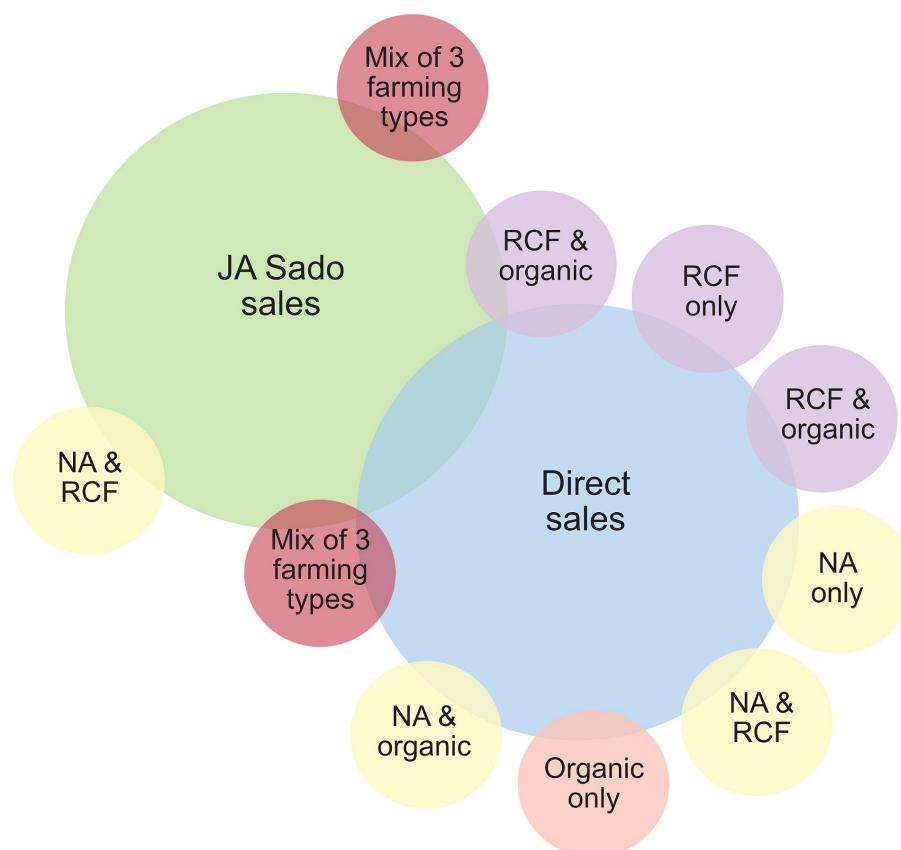 Mix of 3
farming
types
RCF &
organic
JA Sado
sales
RCF
only
RCF &
organic
NA &
RCF
Direct
sales
Mix of 3
farming
types
NA
only
NA &
organic
NA &
RCF
Organic
only